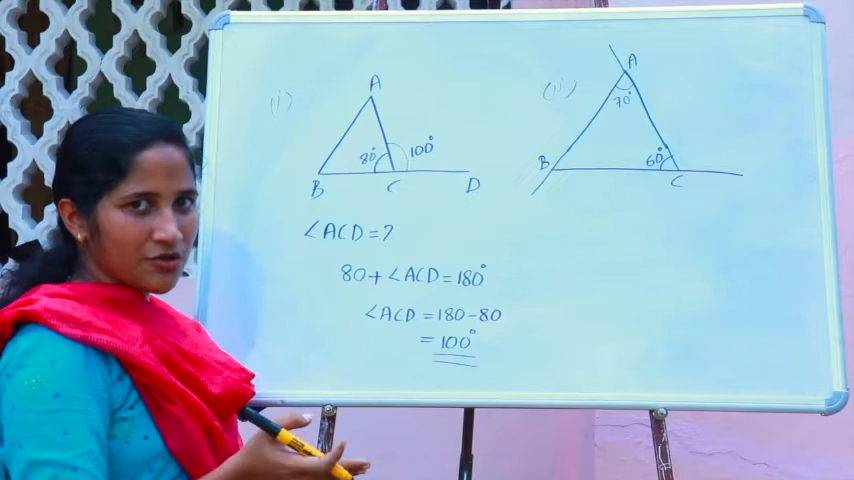 (i)
A
80°
100°
B
C
D
∠ACD = ?
80 + ∠ACD = 180°
∠ACD = 180 - 80
= 100°
(ii)
A
70°
B
60°
C